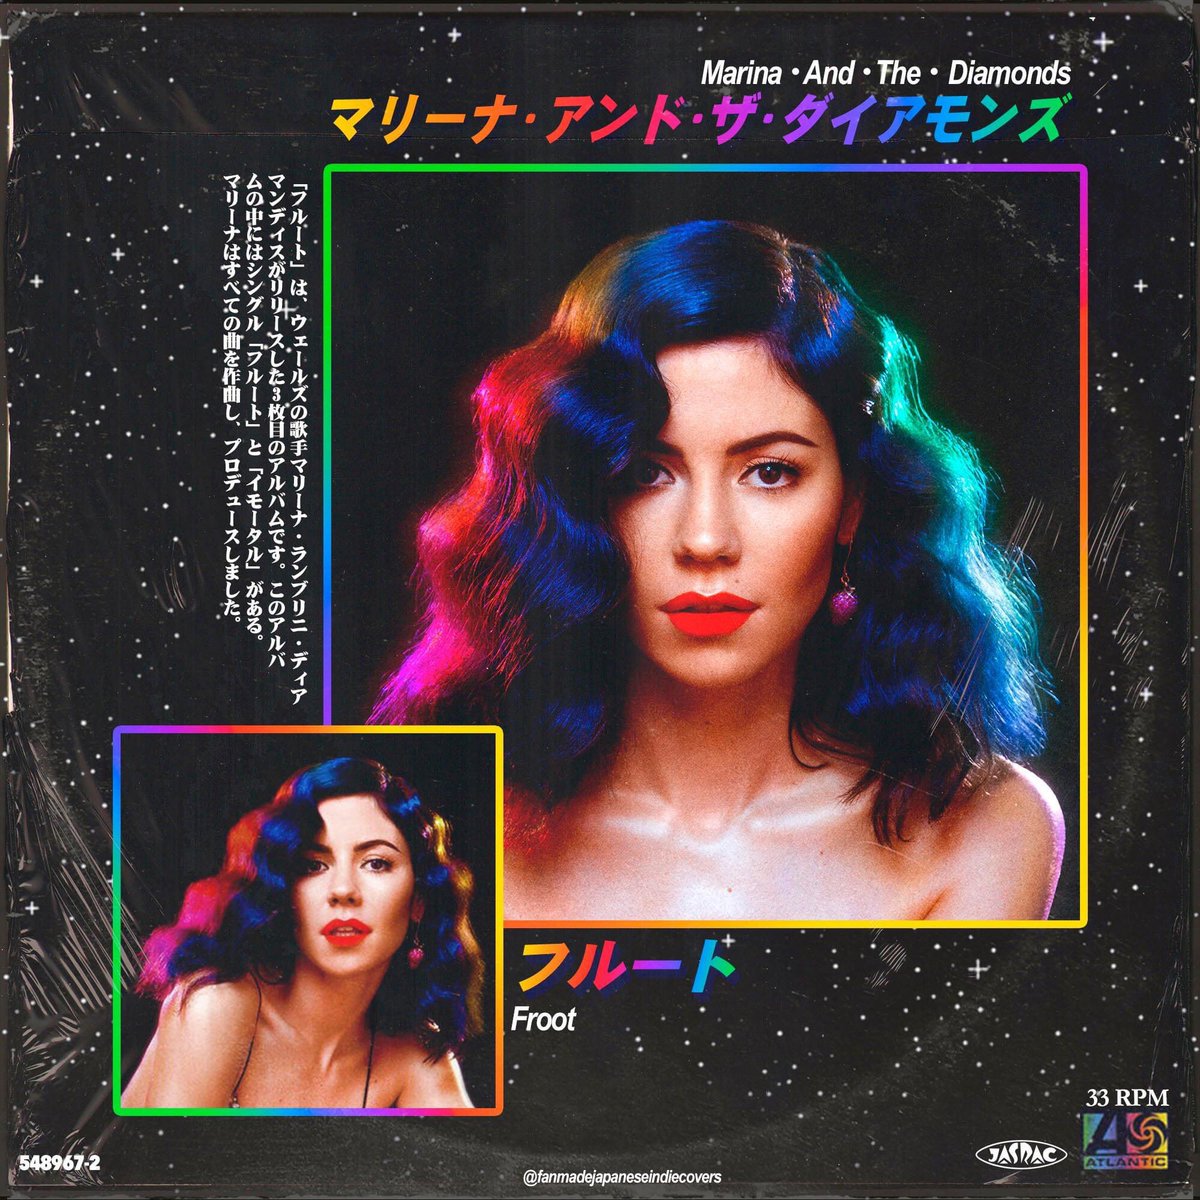 Marina・And・The・Diamonds
マリーナ・アンド・ザ・ダイアモンズ
「フルート」は、ウェールズの歌手マリーナ・ランブリニ・ディア
マンディスがリリースした3枚目のアルバムです。このアルバ
ムの中にはシングル「フルート」と「イモータル」がある。
マリーナはすべての曲を作曲し、プロデュースしました。
フルート
Froot
33 RPM
JASRAC
ATLANTIC
548967-2
@fanmadejapaneseindiecovers